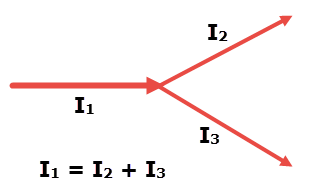 I₂
I₁
I₃
I₁ = I₂ + I₃